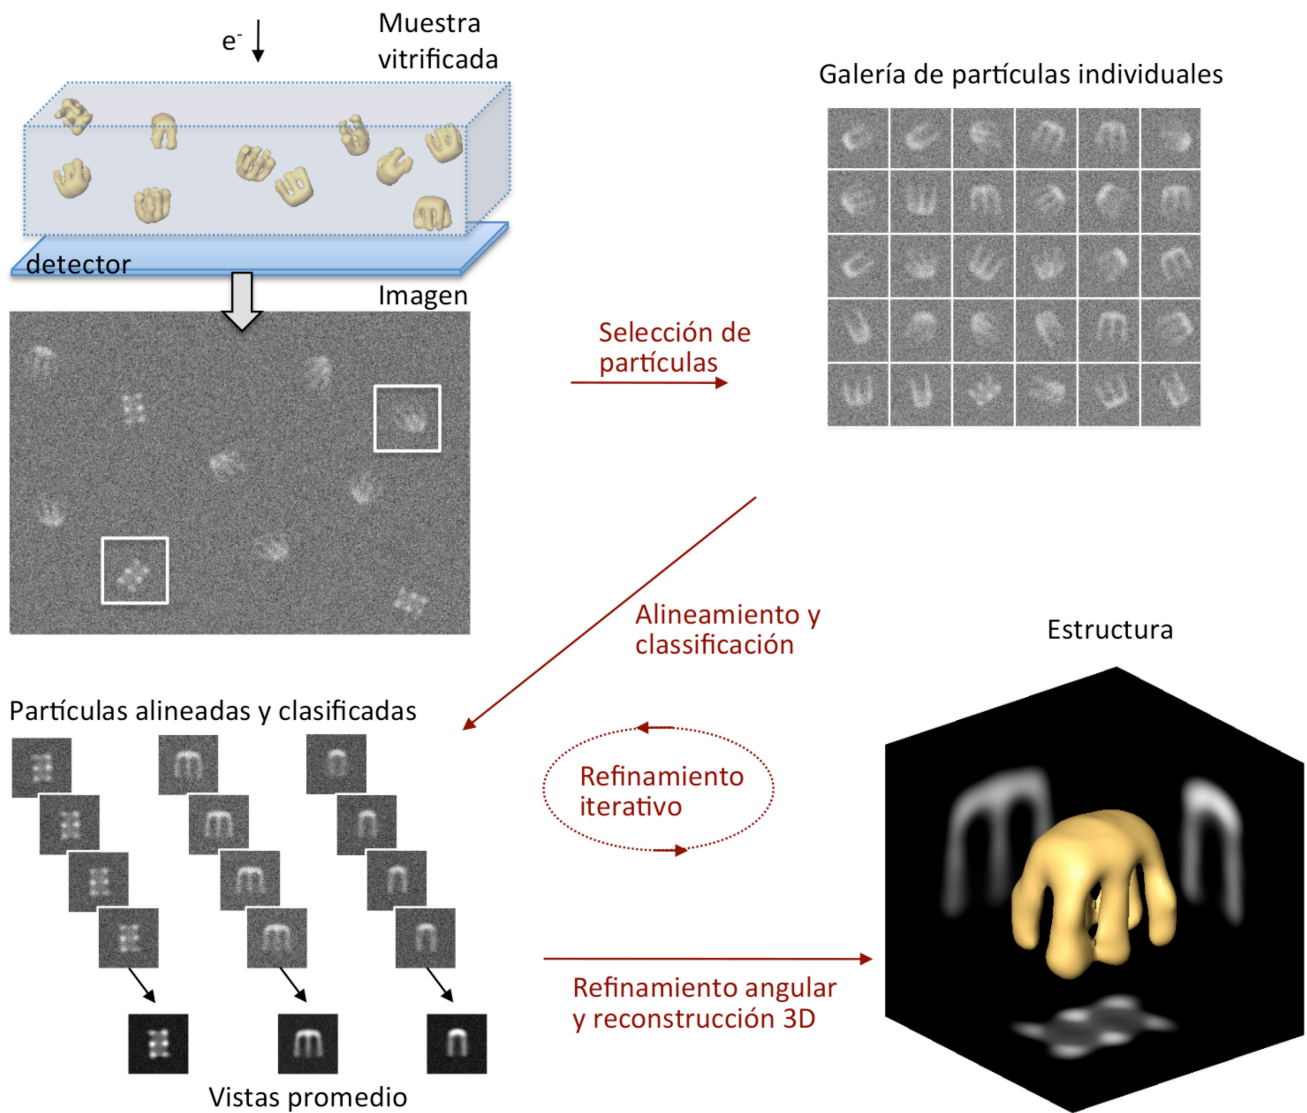 e-
Muestra
vitrificada
detector
Imagen
Galería de partículas individuales
Selección de
partículas
Alineamiento y
classificación
Partículas alineadas y clasificadas
Refinamiento
iterativo
Estructura
Refinamiento angular
y reconstrucción 3D
Vistas promedio